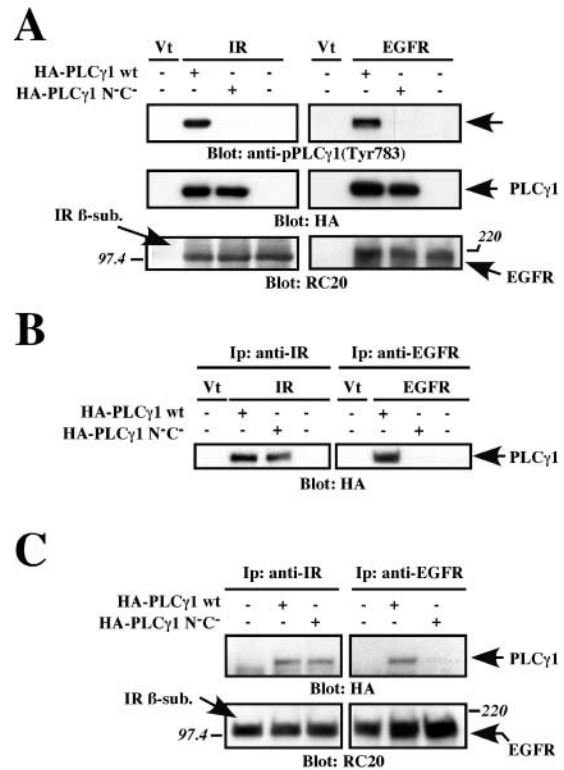 A
Vt IR Vt EGFR
HA-PLCγ1 wt - + - - - + - -
HA-PLCγ1 N⁻C⁻ - - + - - - + -
Blot: anti-pPLCγ1(Tyr783)
PLCγ1
Blot: HA
IR ß-sub.
97.4
220
EGFR
Blot: RC20
B
Ip: anti-IR Ip: anti-EGFR
Vt IR Vt EGFR
HA-PLCγ1 wt - + - - - + - -
HA-PLCγ1 N⁻C⁻ - - + - - - + -
PLCγ1
Blot: HA
C
Ip: anti-IR Ip: anti-EGFR
HA-PLCγ1 wt - + - - + -
HA-PLCγ1 N⁻C⁻ - - + - - +
PLCγ1
Blot: HA
IR ß-sub.
220
97.4
EGFR
Blot: RC20